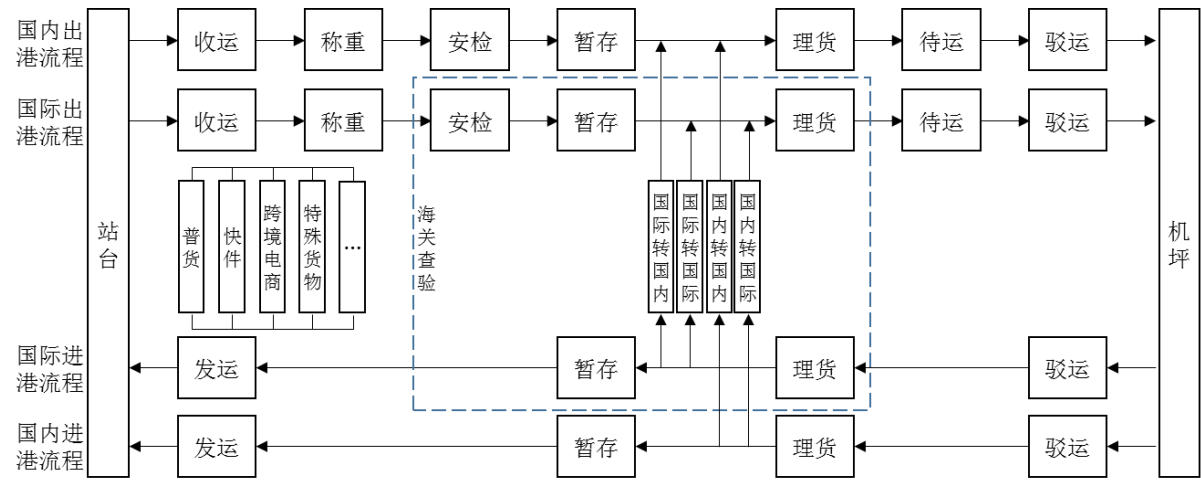 国内出
港流程
收运
称重
安检
暂存
理货
待运
驳运
国际出
港流程
收运
称重
安检
暂存
理货
待运
驳运
站台
普货
快件
跨境电商
特殊货物
...
海关查验
国际转国内
国际转国际
国内转国内
国内转国际
机坪
国际进
港流程
发运
暂存
理货
驳运
国内进
港流程
发运
暂存
理货
驳运